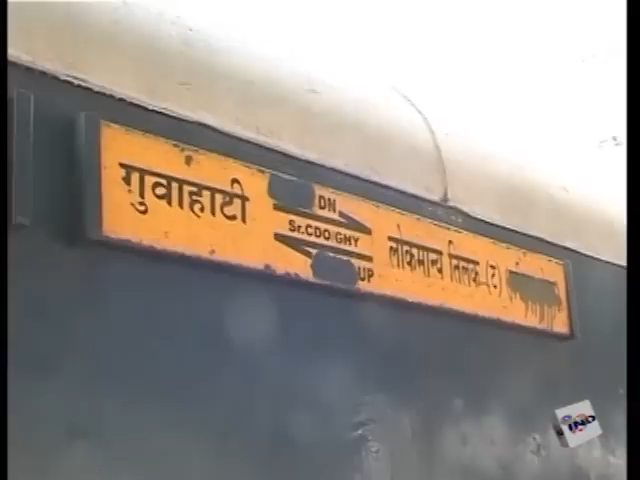 गुवाहाटी
DN
Sr.CDO/GHY
UP
लोकमान्य तिलक (ट)
IND